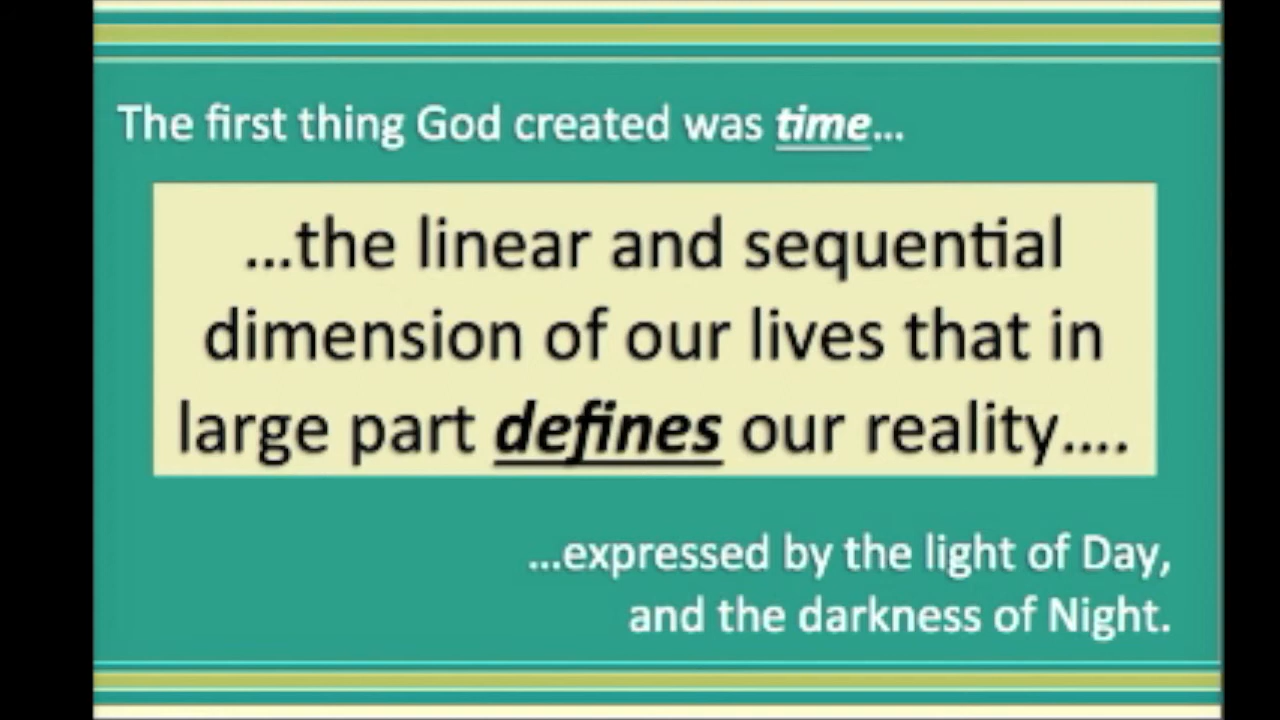 The first thing God created was time...
...the linear and sequential
dimension of our lives that in
large part defines our reality....
...expressed by the light of Day,
and the darkness of Night.